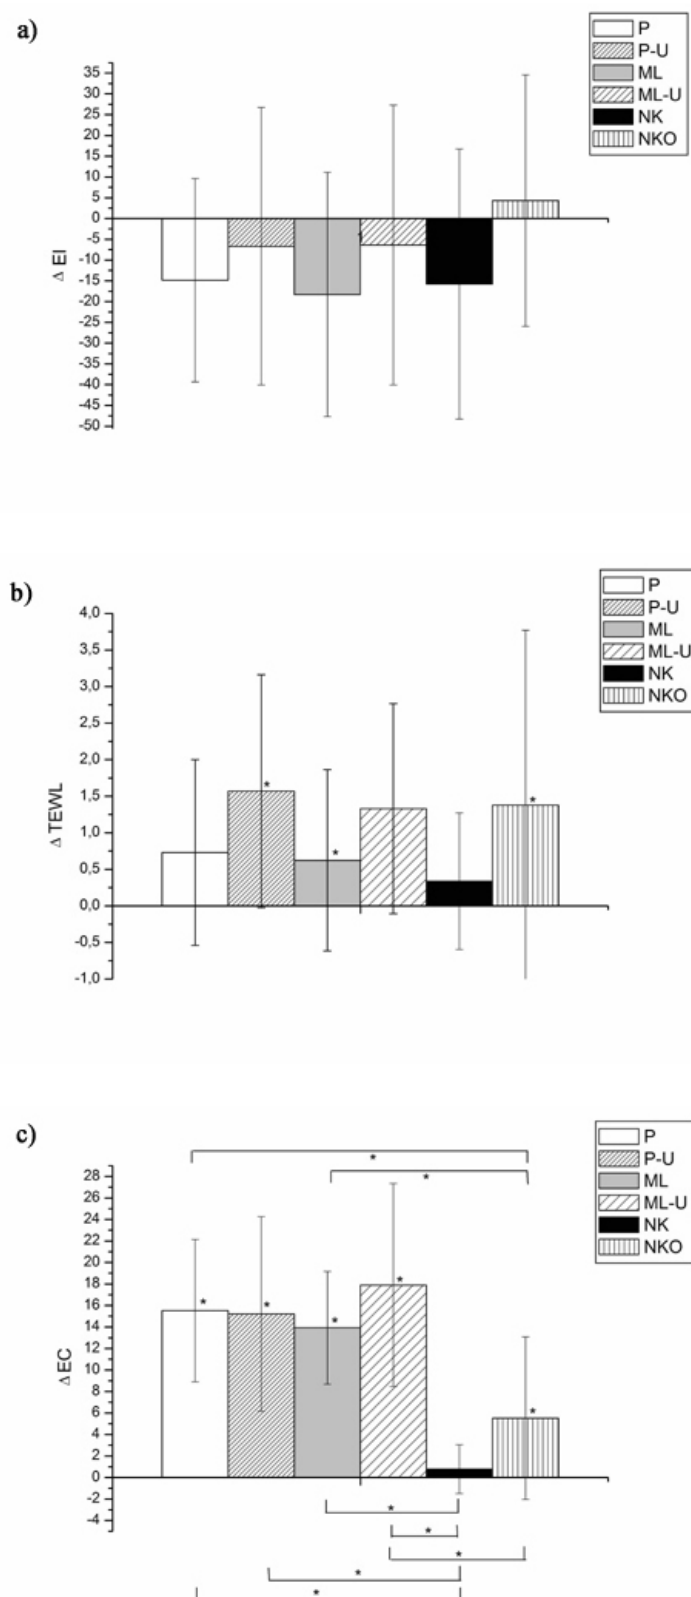 a)
P
P-U
ML
ML-U
NK
NKO
35
30
25
20
15
10
5
0
-5
-10
-15
-20
-25
-30
-35
-40
-45
-50
Δ EI
b)
P
P-U
ML
ML-U
NK
NKO
4,0
3,5
3,0
2,5
2,0
1,5
1,0
0,5
0,0
-0,5
-1,0
Δ TEWL
*
*
*
c)
P
P-U
ML
ML-U
NK
NKO
*
*
28
26
24
22
20
18
16
14
12
10
8
6
4
2
0
-2
-4
Δ EC
*
*
*
*
*
*
*
*
*
*